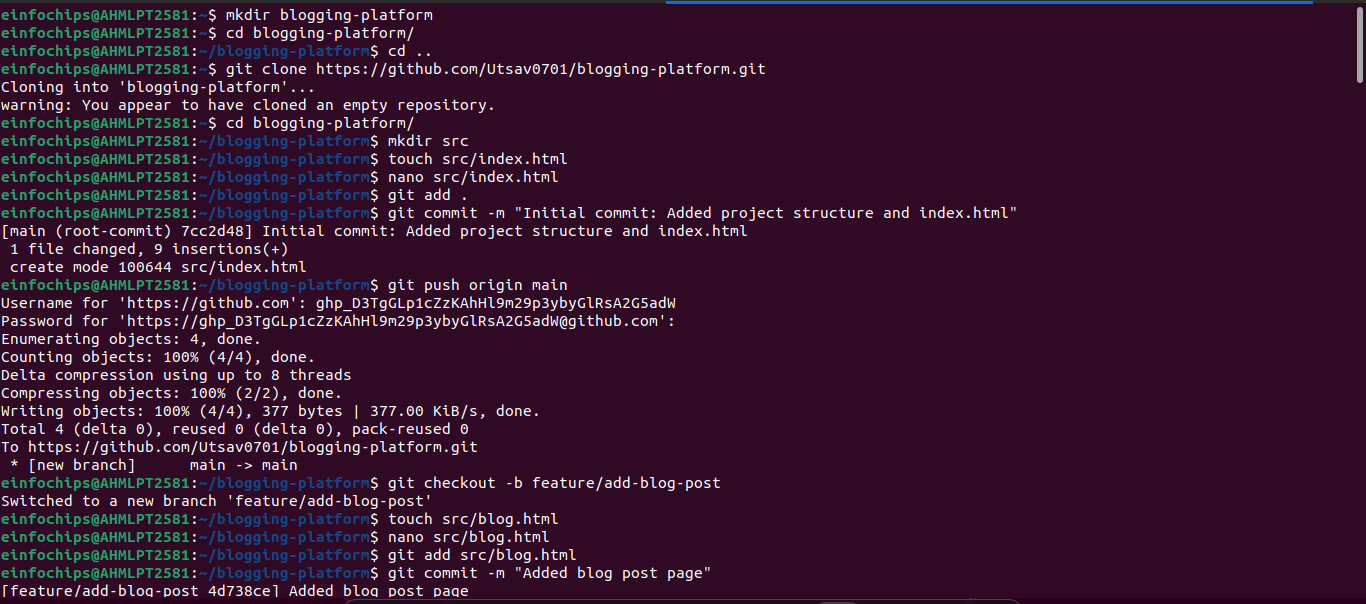 einfochips@AHMLPT2581:~$ mkdir blogging-platform
einfochips@AHMLPT2581:~$ cd blogging-platform/
einfochips@AHMLPT2581:~/blogging-platform$ cd ..
einfochips@AHMLPT2581:~$ git clone https://github.com/Utsav0701/blogging-platform.git
Cloning into 'blogging-platform'...
warning: You appear to have cloned an empty repository.
einfochips@AHMLPT2581:~$ cd blogging-platform/
einfochips@AHMLPT2581:~/blogging-platform$ mkdir src
einfochips@AHMLPT2581:~/blogging-platform$ touch src/index.html
einfochips@AHMLPT2581:~/blogging-platform$ nano src/index.html
einfochips@AHMLPT2581:~/blogging-platform$ git add .
einfochips@AHMLPT2581:~/blogging-platform$ git commit -m "Initial commit: Added project structure and index.html"
[main (root-commit) 7cc2d48] Initial commit: Added project structure and index.html
 1 file changed, 9 insertions(+)
 create mode 100644 src/index.html
einfochips@AHMLPT2581:~/blogging-platform$ git push origin main
Username for 'https://github.com': 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
Password for 'https://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@github.com':
Enumerating objects: 4, done.
Counting objects: 100% (4/4), done.
Delta compression using up to 8 threads
Compressing objects: 100% (2/2), done.
Writing objects: 100% (4/4), 377 bytes | 377.00 KiB/s, done.
Total 4 (delta 0), reused 0 (delta 0), pack-reused 0
To https://github.com/Utsav0701/blogging-platform.git
 * [new branch]      main -> main
einfochips@AHMLPT2581:~/blogging-platform$ git checkout -b feature/add-blog-post
Switched to a new branch 'feature/add-blog-post'
einfochips@AHMLPT2581:~/blogging-platform$ touch src/blog.html
einfochips@AHMLPT2581:~/blogging-platform$ nano src/blog.html
einfochips@AHMLPT2581:~/blogging-platform$ git add src/blog.html
einfochips@AHMLPT2581:~/blogging-platform$ git commit -m "Added blog post page"
[feature/add-blog-post 4d738ce] Added blog post page